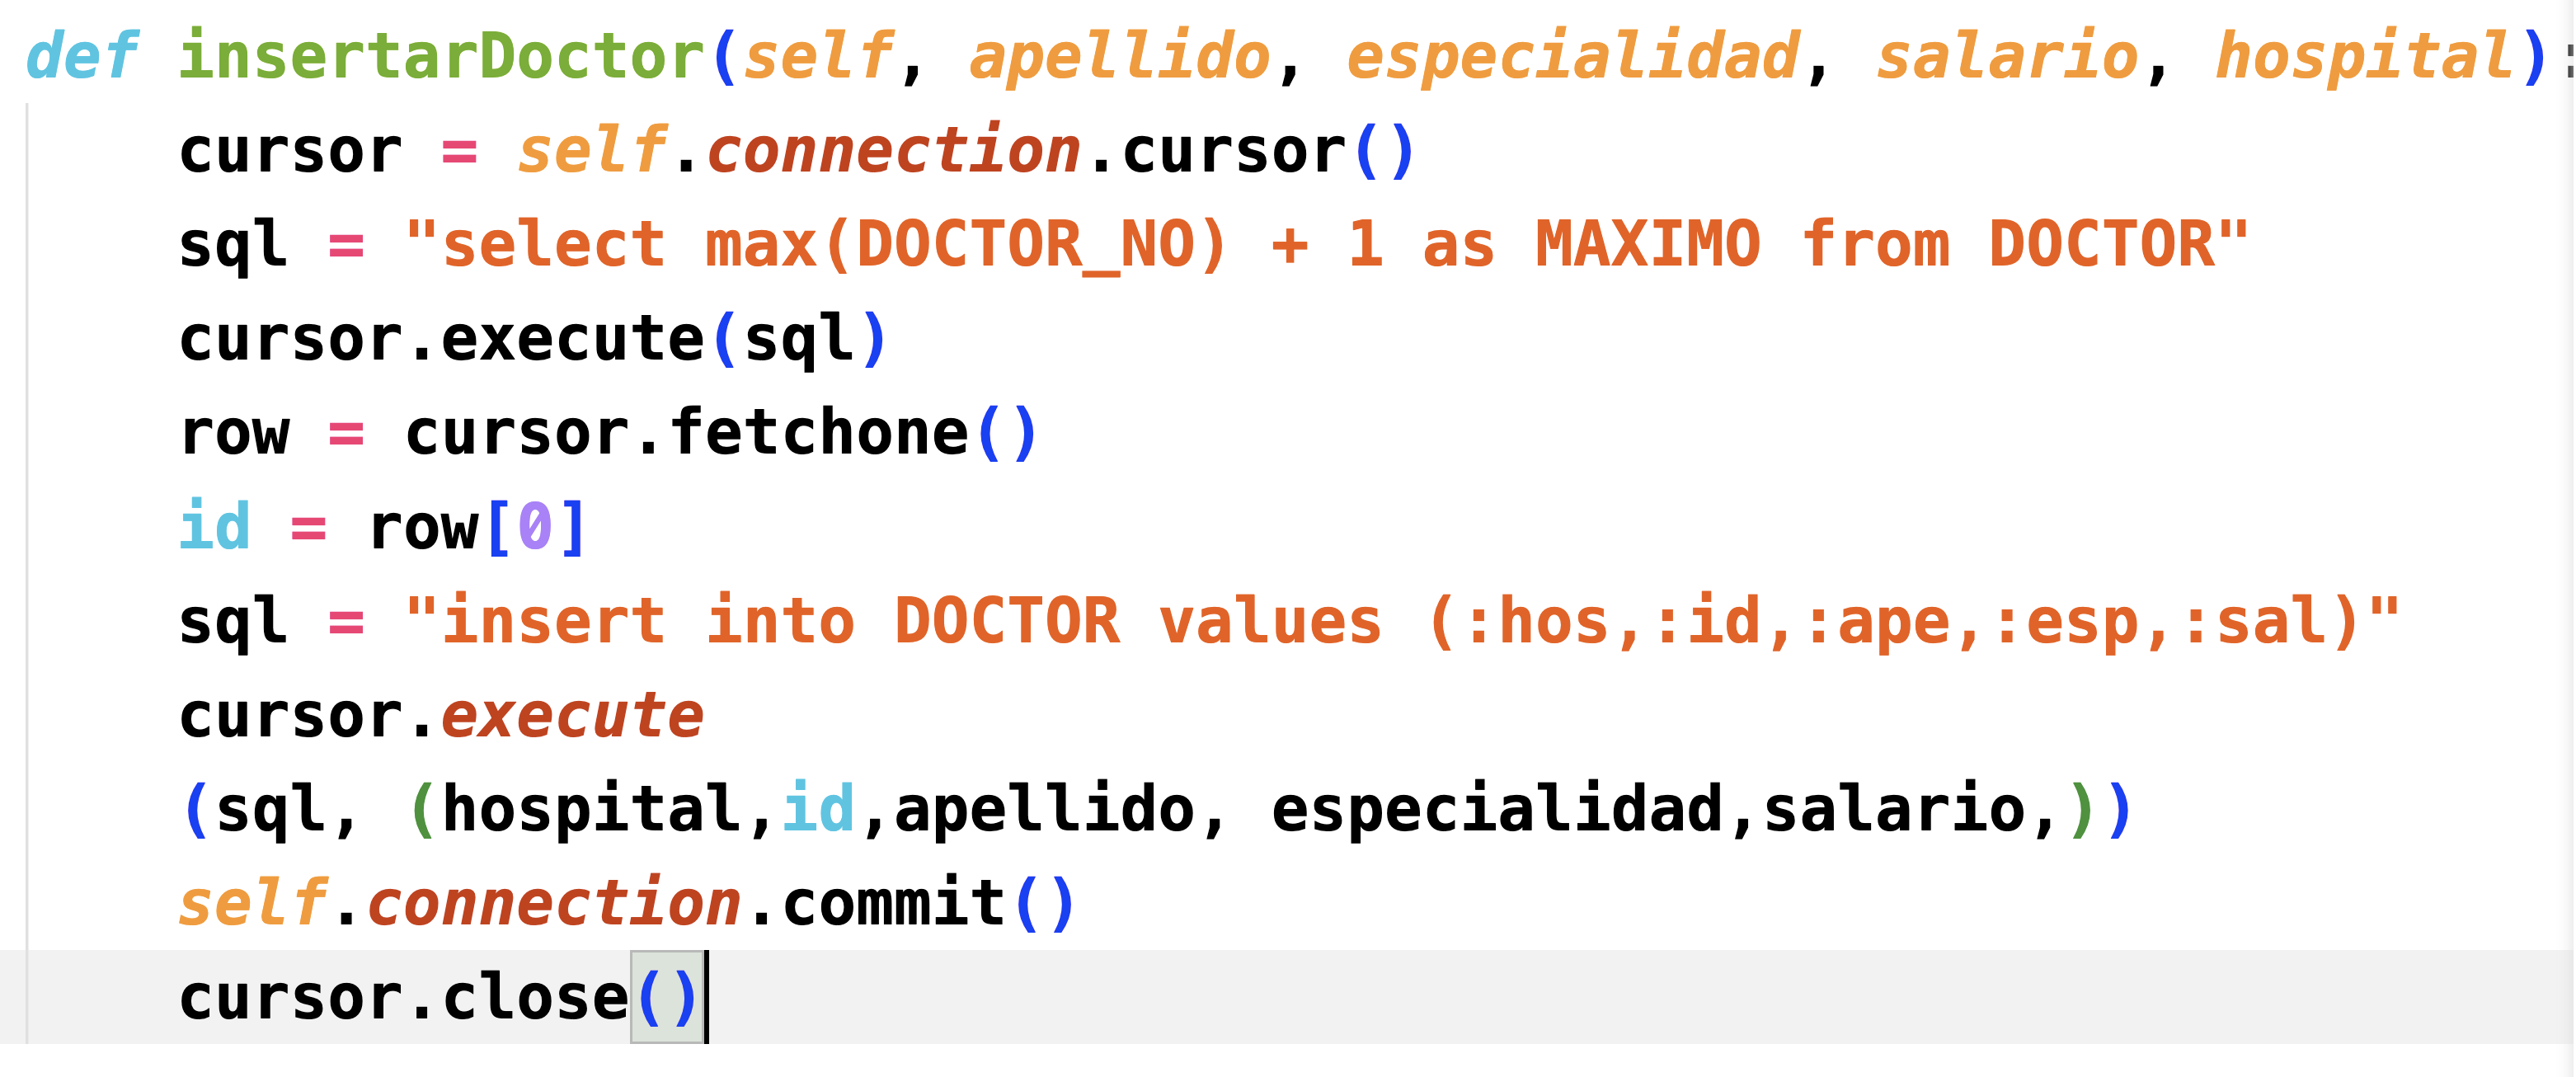 def insertarDoctor(self, apellido, especialidad, salario, hospital):
    cursor = self.connection.cursor()
    sql = "select max(DOCTOR_NO) + 1 as MAXIMO from DOCTOR"
    cursor.execute(sql)
    row = cursor.fetchone()
    id = row[0]
    sql = "insert into DOCTOR values (:hos,:id,:ape,:esp,:sal)"
    cursor.execute
    (sql, (hospital,id,apellido, especialidad,salario,))
    self.connection.commit()
    cursor.close()